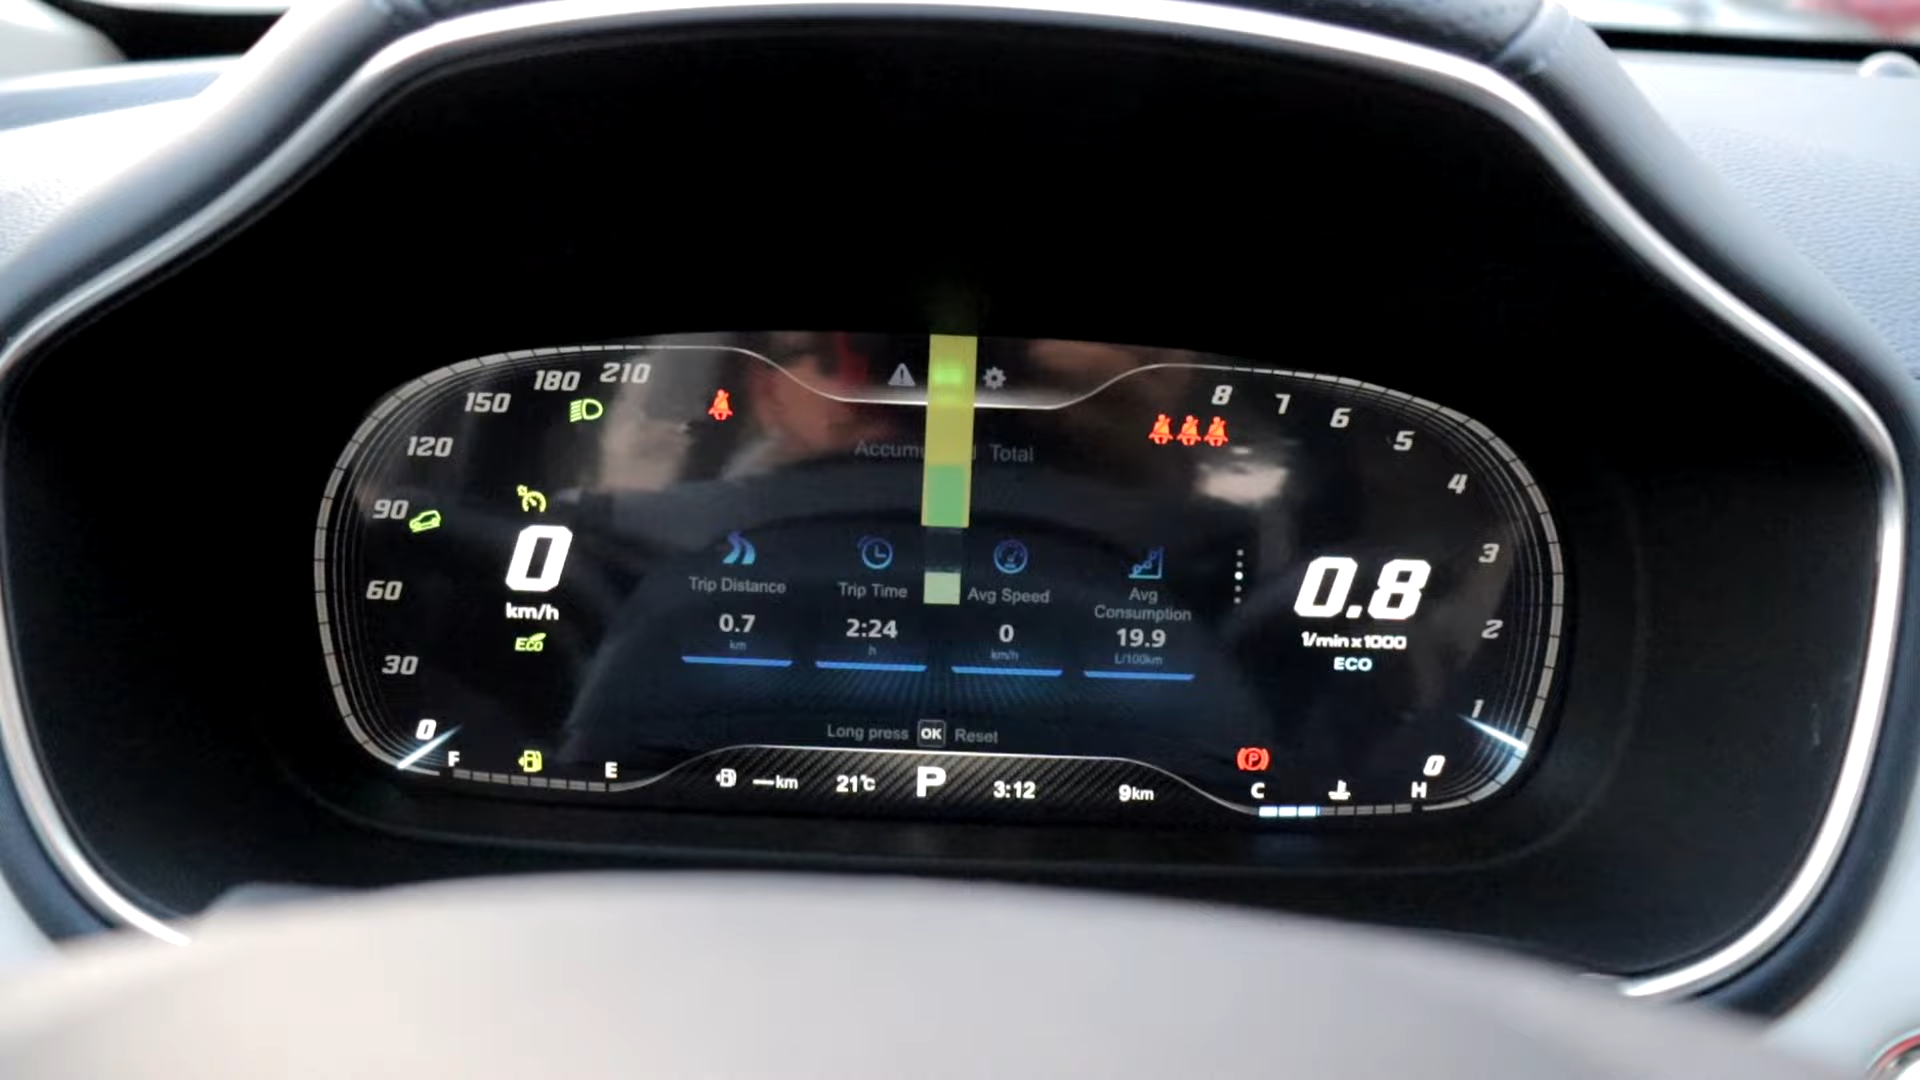 210
180
150
120
90
60
30
0
0
km/h
ECO
Total
Trip Distance
0.7
km
Trip Time
2:24
h
Avg Speed
0
km/h
Avg
Consumption
19.9
L/100km
Long press OK Reset
8
7
6
5
4
3
2
1
0
0.8
1/min x 1000
ECO
F E
—km 21°C P 3:12 9km
P
C H